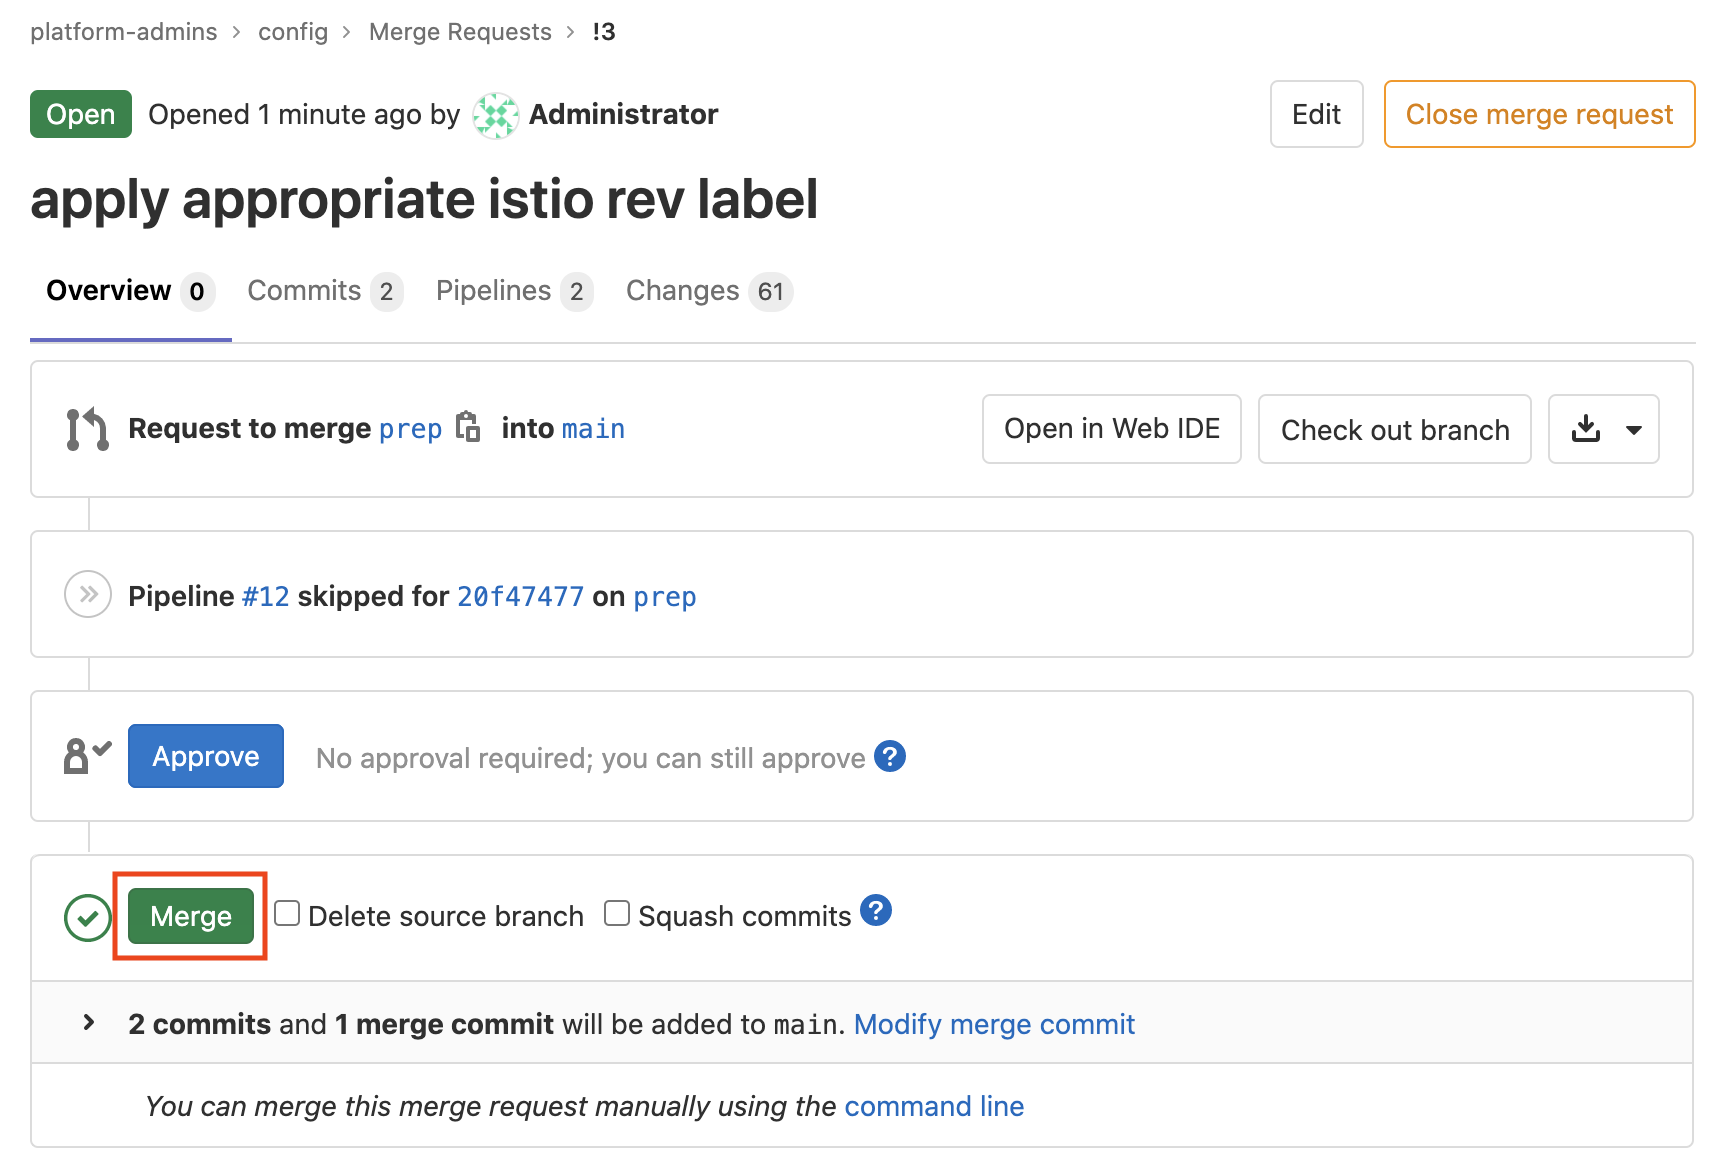 platform-admins > config > Merge Requests > !3
Open Opened 1 minute ago by Administrator Edit Close merge request
apply appropriate istio rev label
Overview 0 Commits 2 Pipelines 2 Changes 61
Request to merge prep into main Open in Web IDE Check out branch
Pipeline #12 skipped for 20f47477 on prep
Approve No approval required; you can still approve ?
Merge Delete source branch Squash commits ?
2 commits and 1 merge commit will be added to main. Modify merge commit
You can merge this merge request manually using the command line